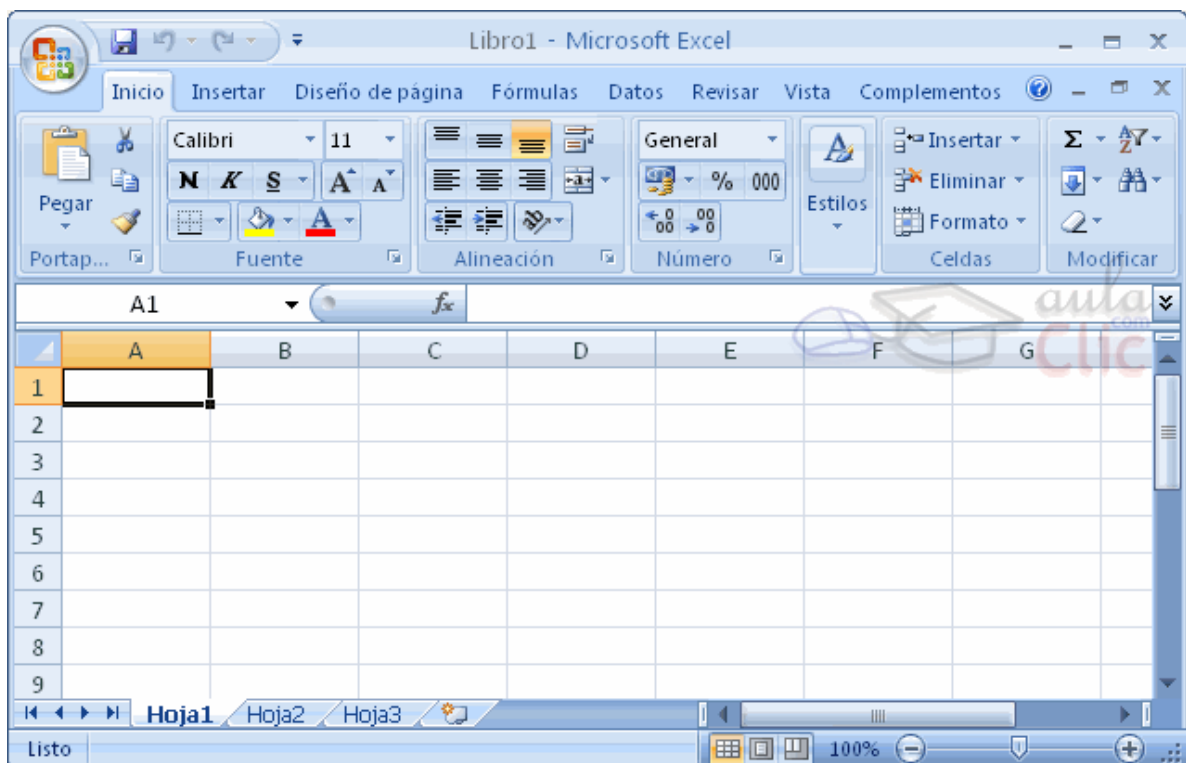 Libro1 - Microsoft Excel
Inicio Insertar Diseño de página Fórmulas Datos Revisar Vista Complementos
Calibri 11 General Insertar Σ
N K S A A % 000 Eliminar
Pegar Estilos Formato
Portap... Fuente Alineación Número Celdas Modificar
A1 fx
aula
Clic
com
A B C D E F G
1
2
3
4
5
6
7
8
9
Hoja1 Hoja2 Hoja3
Listo 100%